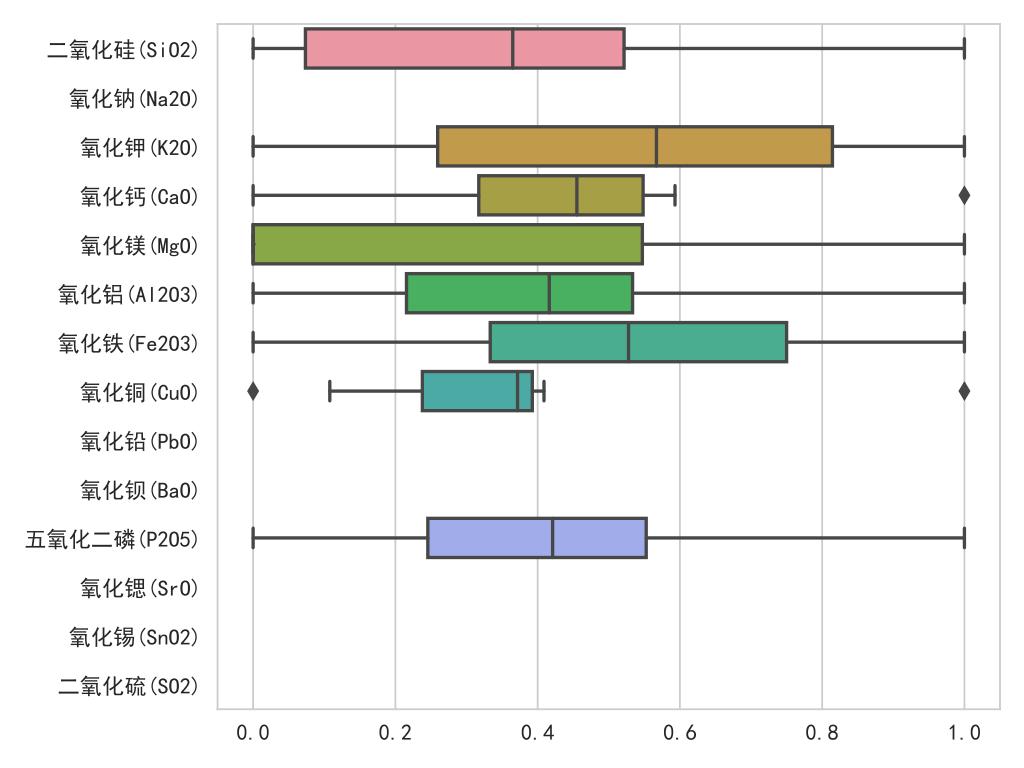 二氧化硅(SiO2)
氧化钠(Na2O)
氧化钾(K2O)
氧化钙(CaO)
氧化镁(MgO)
氧化铝(Al2O3)
氧化铁(Fe2O3)
氧化铜(CuO)
氧化铅(PbO)
氧化钡(BaO)
五氧化二磷(P2O5)
氧化锶(SrO)
氧化锡(SnO2)
二氧化硫(SO2)
0.0 0.2 0.4 0.6 0.8 1.0